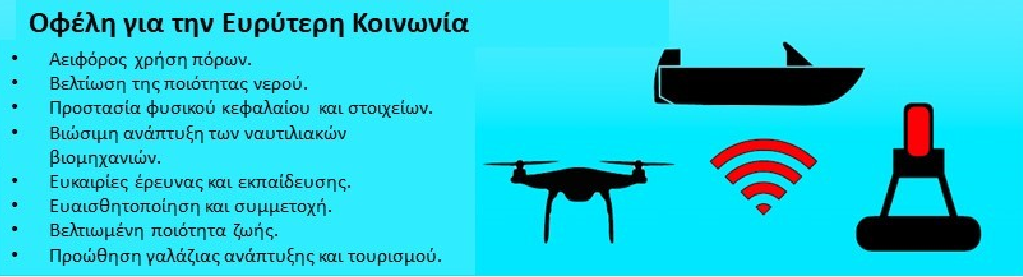 Οφέλη για την Ευρύτερη Κοινωνία
• Αειφόρος χρήση πόρων.
• Βελτίωση της ποιότητας νερού.
• Προστασία φυσικού κεφαλαίου και στοιχείων.
• Βιώσιμη ανάπτυξη των ναυτιλιακών
βιομηχανιών.
• Ευκαιρίες έρευνας και εκπαίδευσης.
• Ευαισθητοποίηση και συμμετοχή.
• Βελτιωμένη ποιότητα ζωής.
• Προώθηση γαλάζιας ανάπτυξης και τουρισμού.